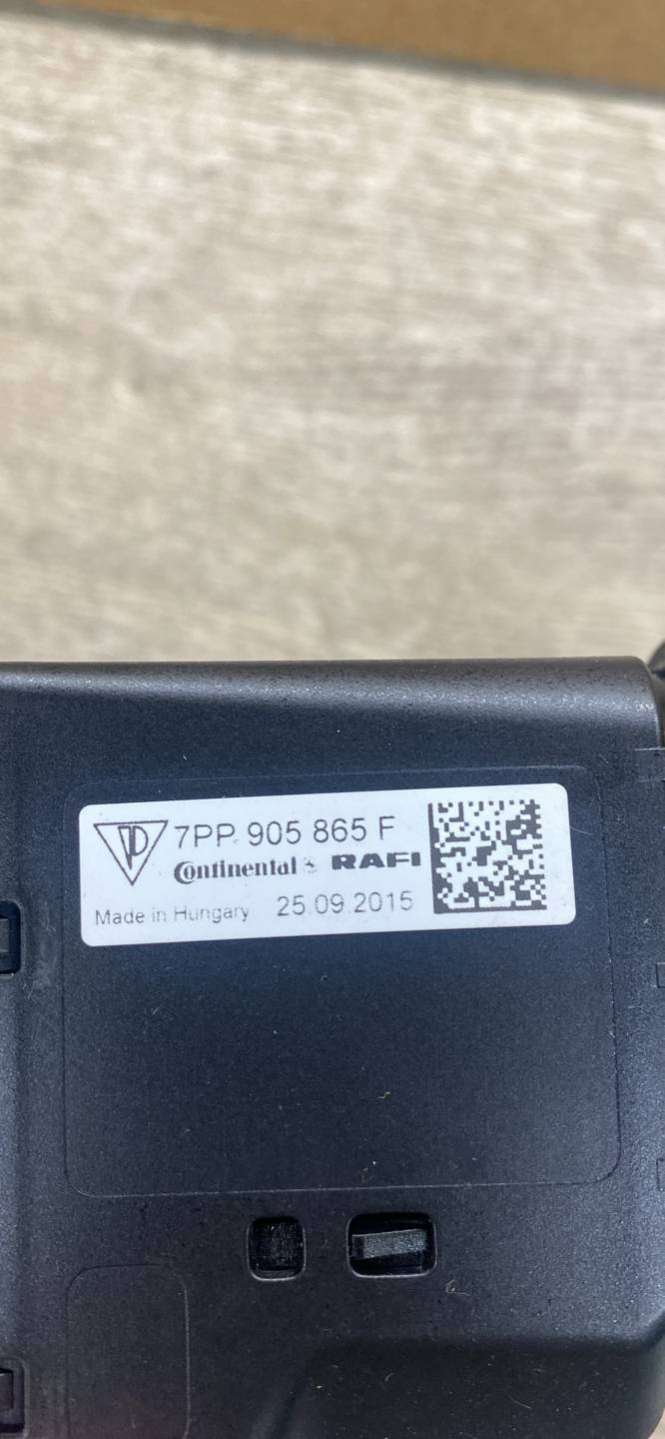 7PP 905 865 F
Continental RAFI
Made in Hungary 25.09.2015